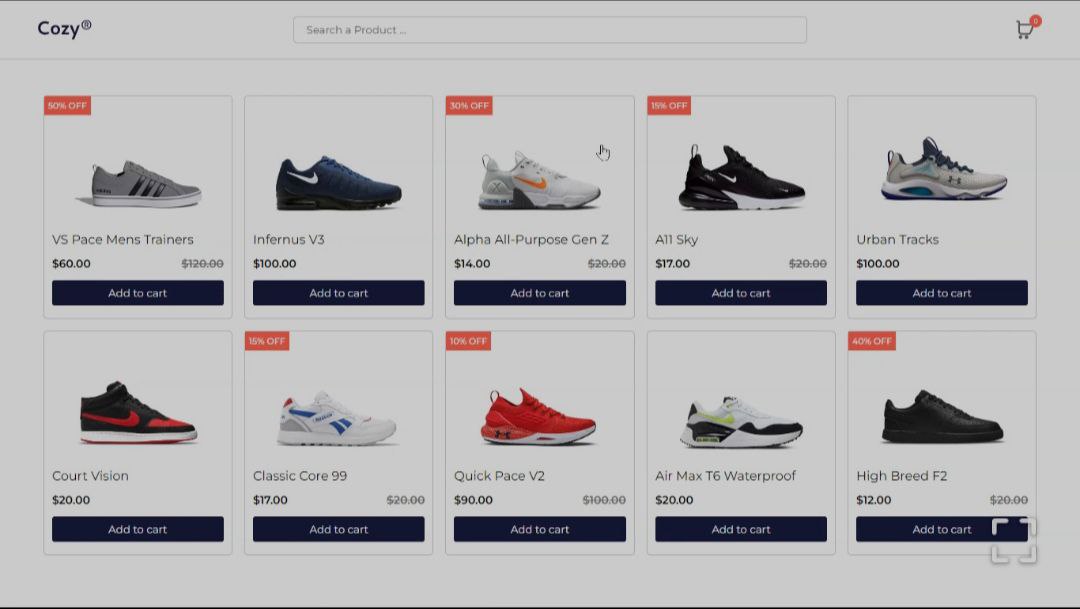 Cozy®
Search a Product ...
0
50% OFF
30% OFF
15% OFF
VS Pace Mens Trainers
Infernus V3
Alpha All-Purpose Gen Z
A11 Sky
Urban Tracks
$60.00 $120.00
$100.00
$14.00 $20.00
$17.00 $20.00
$100.00
Add to cart
Add to cart
Add to cart
Add to cart
Add to cart
15% OFF
10% OFF
40% OFF
Court Vision
Classic Core 99
Quick Pace V2
Air Max T6 Waterproof
High Breed F2
$20.00
$17.00 $20.00
$90.00 $100.00
$20.00
$12.00 $20.00
Add to cart
Add to cart
Add to cart
Add to cart
Add to cart